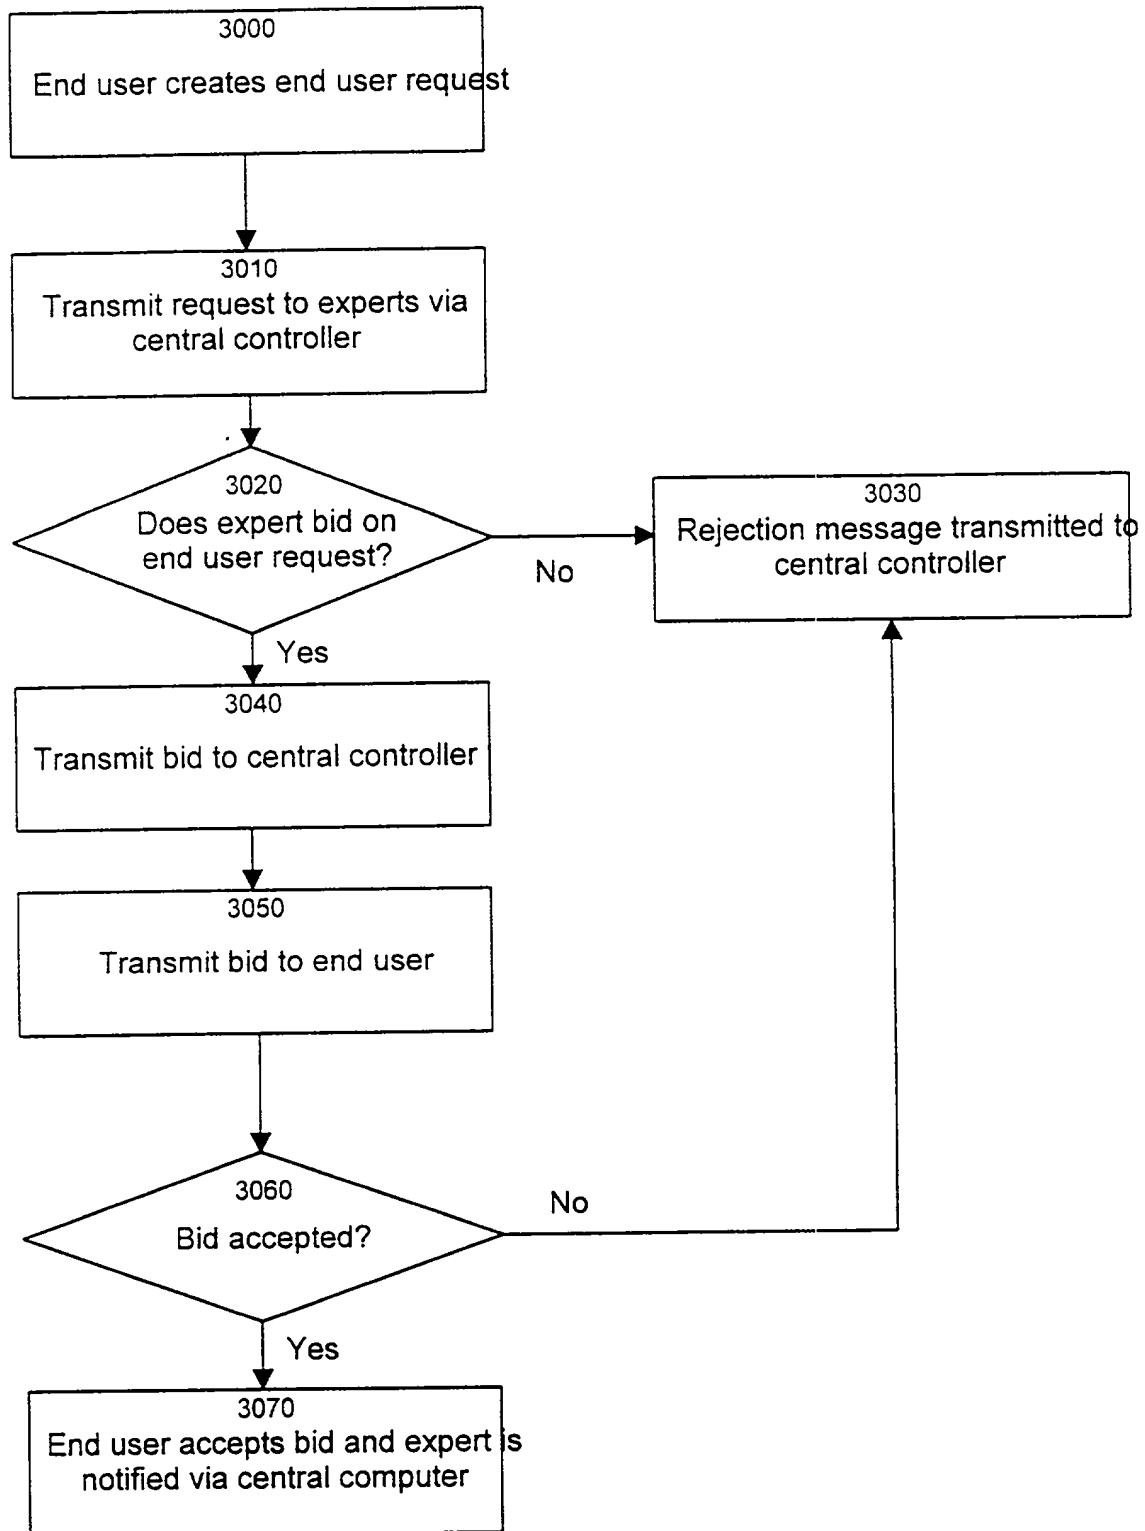 3000
End user creates end user request
3010
Transmit request to experts via
central controller
3020
Does expert bid on
end user request?
No
3030
Rejection message transmitted to
central controller
Yes
3040
Transmit bid to central controller
3050
Transmit bid to end user
3060
Bid accepted?
No
Yes
3070
End user accepts bid and expert is
notified via central computer